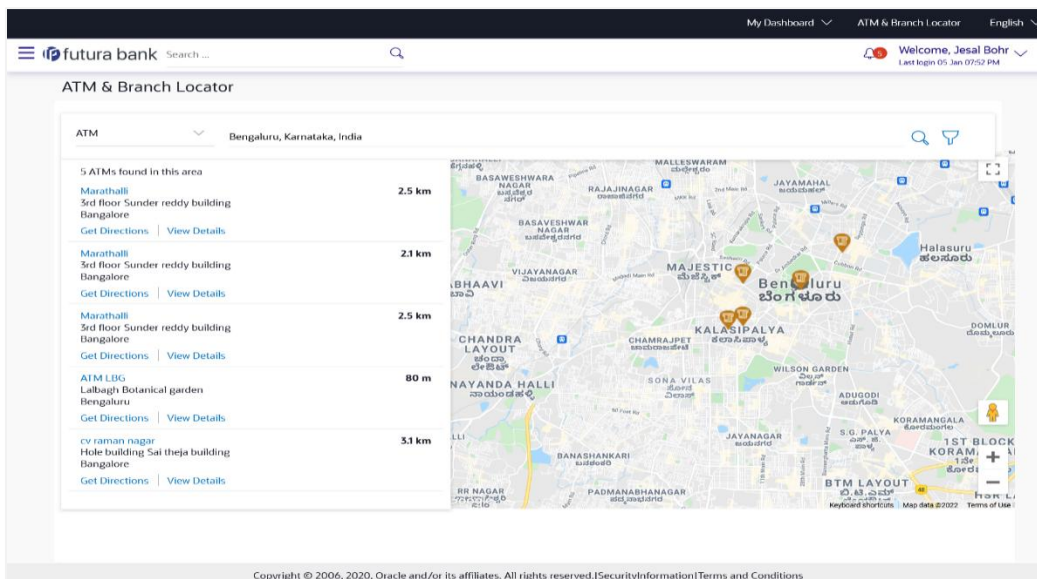 My Dashboard
ATM & Branch Locator
English
futura bank
Search ...
5
Welcome, Jesal Bohr
Last login 05 Jan 07:52 PM
ATM & Branch Locator
ATM
Bengaluru, Karnataka, India
5 ATMs found in this area
Marathalli 2.5 km
3rd floor Sunder reddy building
Bangalore
Get Directions | View Details
Marathalli 2.1 km
3rd floor Sunder reddy building
Bangalore
Get Directions | View Details
Marathalli 2.5 km
3rd floor Sunder reddy building
Bangalore
Get Directions | View Details
ATM LBG 80 m
Lalbagh Botanical garden
Bengaluru
Get Directions | View Details
cv raman nagar 3.1 km
Hole building Sai theja building
Bangalore
Get Directions | View Details
MALLESWARAM
BASAWESHWARA
NAGAR
RAJAJINAGAR
2nd Main Rd
JAYAMAHAL
BASAVESHWAR
NAGAR
Halasuru
ಹಲಸೂರು
VIJAYANAGAR
MAJESTIC
ಮೆಜೆಸ್ಟಿಕ್
BHAAVI
ಬಾವಿ
Bengaluru
ಬೆಂಗಳೂರು
CHANDRA
LAYOUT
CHAMRAJPET
KALASIPALYA
DOMLUR
WILSON GARDEN
NAYANDA HALLI
SONA VILAS
ADUGODI
KORAMANGALA
JAYANAGAR
S.G. PALYA
1ST BLOCK
KORAM
BANASHANKARI
RR NAGAR
PADMANABHANAGAR
BTM LAYOUT
HSR L
Keyboard shortcuts
Map data ©2022
Terms of Use
Copyright © 2006, 2020, Oracle and/or its affiliates. All rights reserved.|SecurityInformation|Terms and Conditions